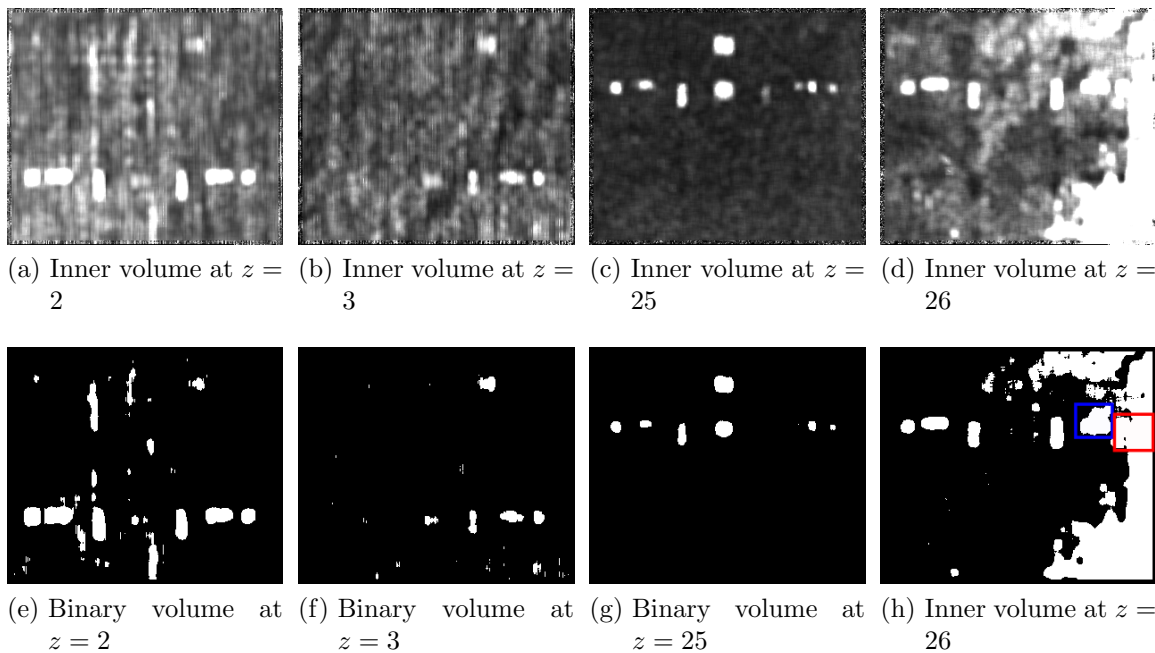 (a) Inner volume at z =
2
(b) Inner volume at z =
3
(c) Inner volume at z =
25
(d) Inner volume at z =
26
(e) Binary volume at
z = 2
(f) Binary volume at
z = 3
(g) Binary volume at
z = 25
(h) Inner volume at z =
26